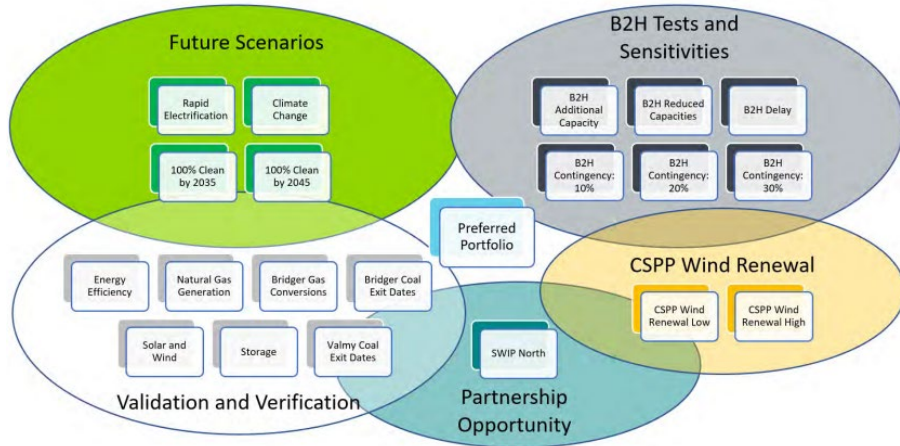 Future Scenarios
Rapid
Electrification
Climate
Change
100% Clean
by 2035
100% Clean
by 2045
B2H Tests and
Sensitivities
B2H
Additional
Capacity
B2H Reduced
Capacities
B2H Delay
B2H
Contingency:
10%
B2H
Contingency:
20%
B2H
Contingency:
30%
Preferred
Portfolio
Energy
Efficiency
Natural Gas
Generation
Bridger Gas
Conversions
Bridger Coal
Exit Dates
Solar and
Wind
Storage
Valmy Coal
Exit Dates
Validation and Verification
CSPP Wind Renewal
CSPP Wind
Renewal Low
CSPP Wind
Renewal High
SWIP North
Partnership
Opportunity